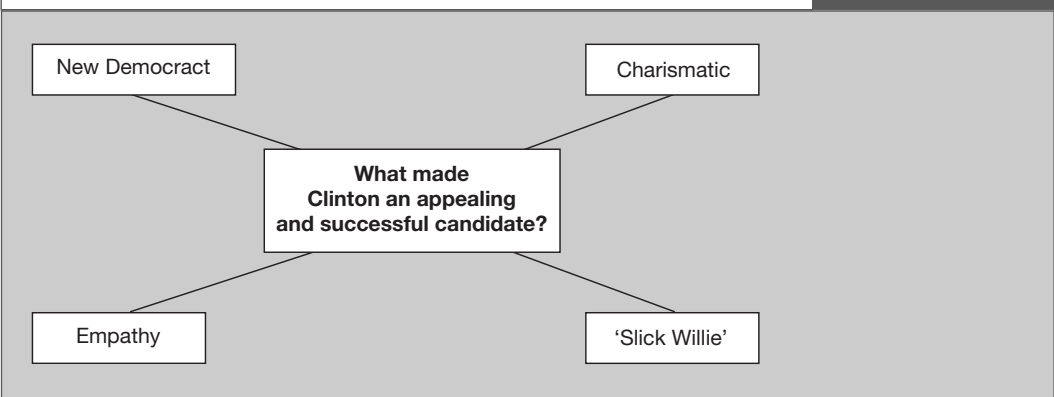 New Democract
Charismatic
What made
Clinton an appealing
and successful candidate?
Empathy
‘Slick Willie’